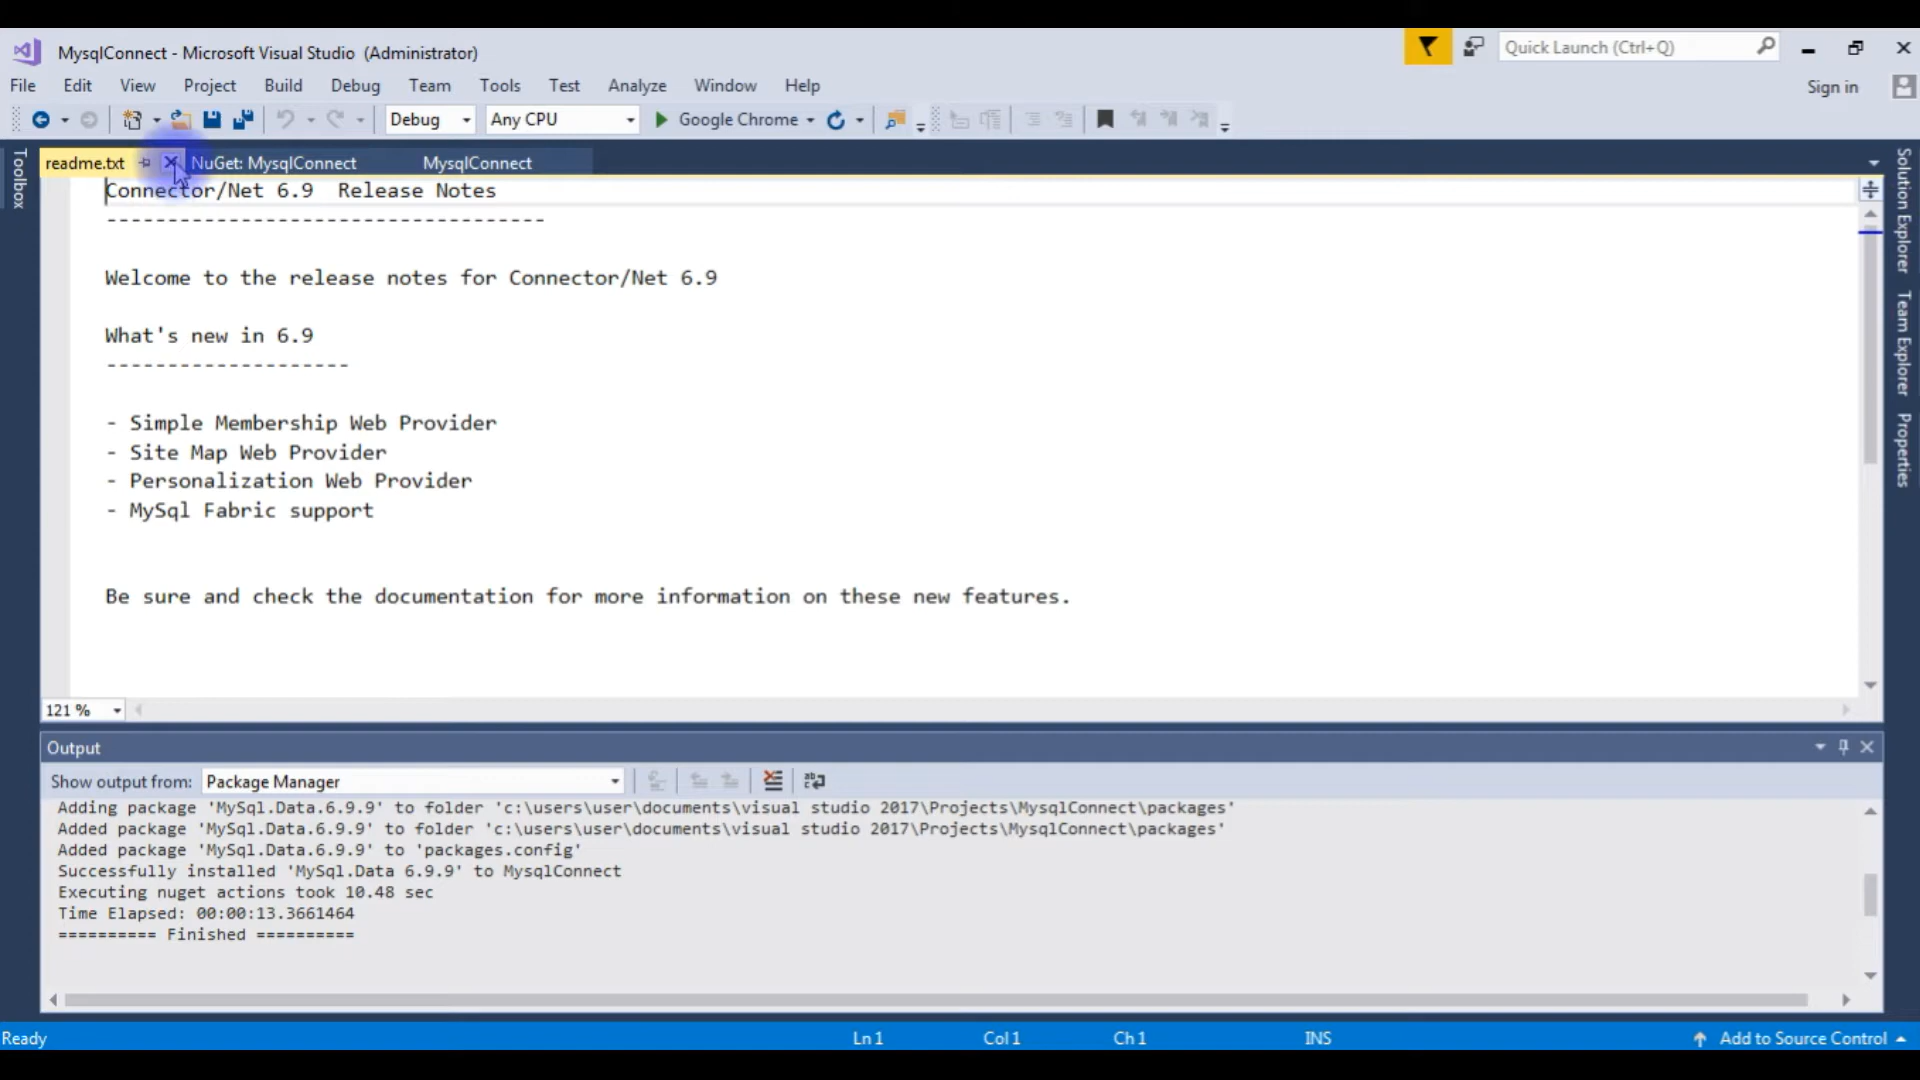 MysqlConnect - Microsoft Visual Studio (Administrator)
Quick Launch (Ctrl+Q)
File Edit View Project Build Debug Team Tools Test Analyze Window Help
Sign in
Debug Any CPU Google Chrome
Toolbox
readme.txt NuGet: MysqlConnect MysqlConnect
Connector/Net 6.9  Release Notes
------------------------------------
Welcome to the release notes for Connector/Net 6.9
What's new in 6.9
--------------------
- Simple Membership Web Provider
- Site Map Web Provider
- Personalization Web Provider
- MySql Fabric support
Be sure and check the documentation for more information on these new features.
Solution Explorer
Team Explorer
Properties
121 %
Output
Show output from: Package Manager
Adding package 'MySql.Data.6.9.9' to folder 'c:\users\user\documents\visual studio 2017\Projects\MysqlConnect\packages'
Added package 'MySql.Data.6.9.9' to folder 'c:\users\user\documents\visual studio 2017\Projects\MysqlConnect\packages'
Added package 'MySql.Data.6.9.9' to 'packages.config'
Successfully installed 'MySql.Data 6.9.9' to MysqlConnect
Executing nuget actions took 10.48 sec
Time Elapsed: 00:00:13.3661464
========== Finished ==========
Ready Ln 1 Col 1 Ch 1 INS Add to Source Control